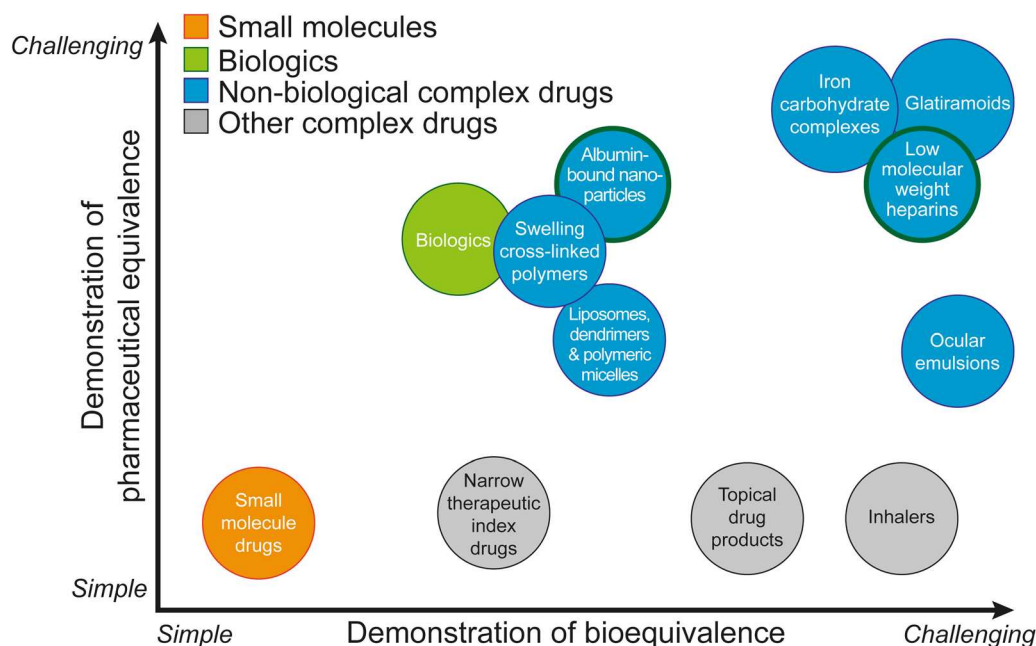 Challenging
Small molecules
Biologics
Non-biological complex drugs
Other complex drugs
Demonstration of
pharmaceutical equivalence
Iron
carbohydrate
complexes
Glatiramoids
Low
molecular
weight
heparins
Albumin-
bound nano-
particles
Biologics
Swelling
cross-linked
polymers
Liposomes,
dendrimers
& polymeric
micelles
Ocular
emulsions
Small
molecule
drugs
Narrow
therapeutic
index
drugs
Topical
drug
products
Inhalers
Simple
Simple
Demonstration of bioequivalence
Challenging